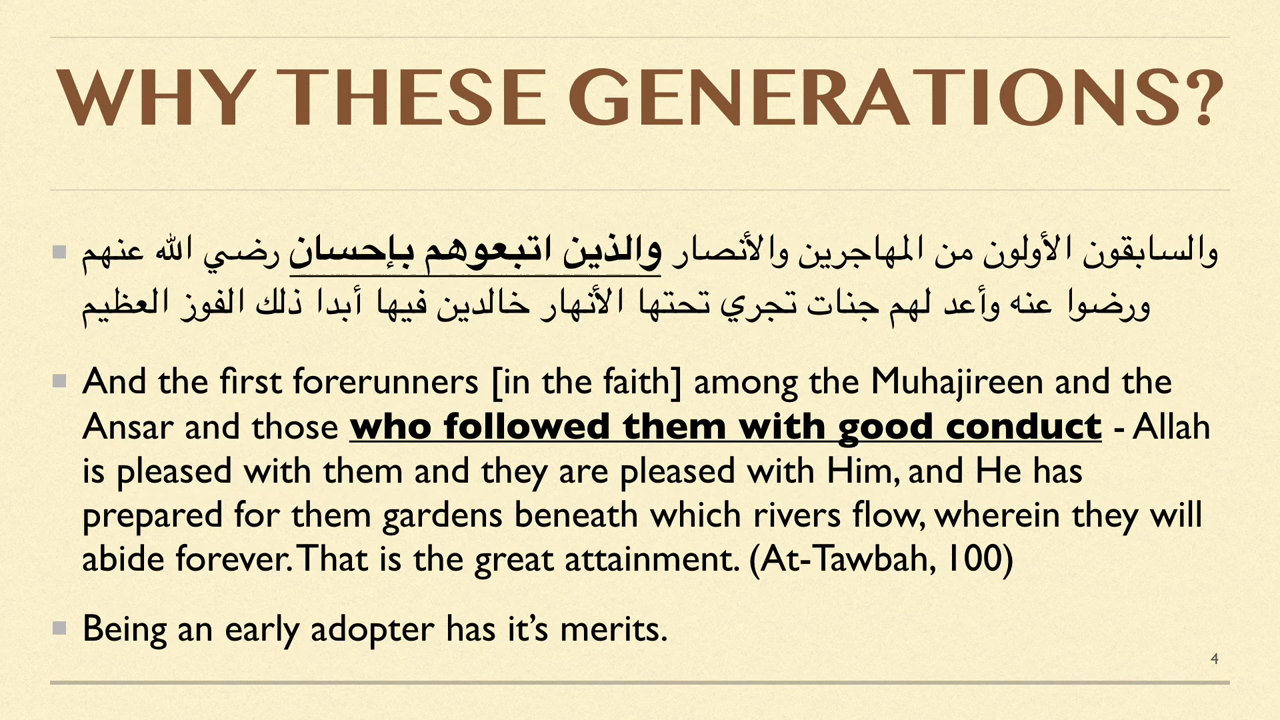 WHY THESE GENERATIONS?
والسابقون الأولون من المهاجرين والأنصار والذين اتبعوهم بإحسان رضي الله عنهم
ورضوا عنه وأعد لهم جنات تجري تحتها الأنهار خالدين فيها أبدا ذلك الفوز العظيم
And the first forerunners [in the faith] among the Muhajireen and the
Ansar and those who followed them with good conduct - Allah
is pleased with them and they are pleased with Him, and He has
prepared for them gardens beneath which rivers flow, wherein they will
abide forever. That is the great attainment. (At-Tawbah, 100)
Being an early adopter has it’s merits.
4